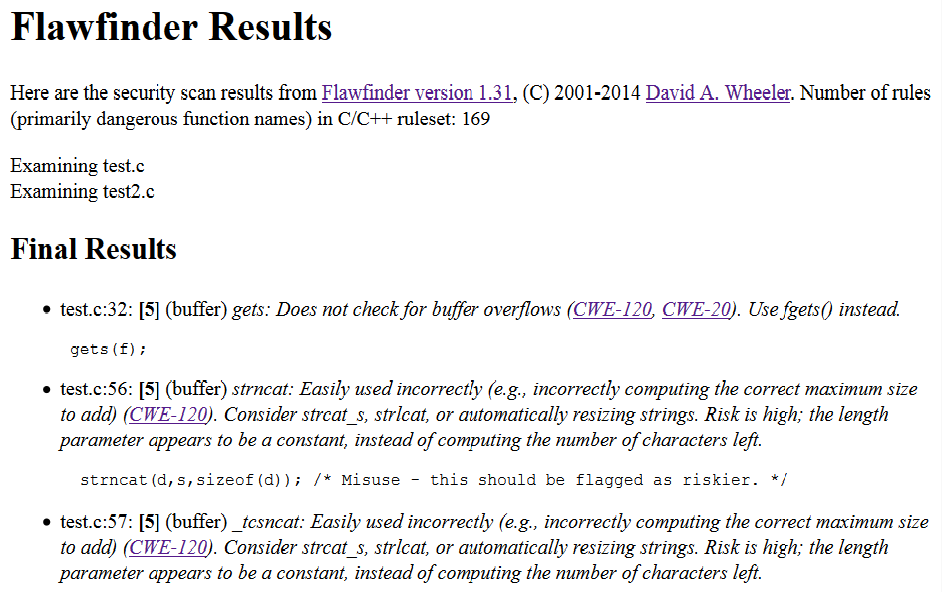 Flawfinder Results
Here are the security scan results from Flawfinder version 1.31, (C) 2001-2014 David A. Wheeler. Number of rules
(primarily dangerous function names) in C/C++ ruleset: 169
Examining test.c
Examining test2.c
Final Results
• test.c:32: [5] (buffer) gets: Does not check for buffer overflows (CWE-120, CWE-20). Use fgets() instead.
gets(f);
• test.c:56: [5] (buffer) strncat: Easily used incorrectly (e.g., incorrectly computing the correct maximum size
to add) (CWE-120). Consider strcat_s, strlcat, or automatically resizing strings. Risk is high; the length
parameter appears to be a constant, instead of computing the number of characters left.
strncat(d,s,sizeof(d)); /* Misuse - this should be flagged as riskier. */
• test.c:57: [5] (buffer) _tcsncat: Easily used incorrectly (e.g., incorrectly computing the correct maximum size
to add) (CWE-120). Consider strcat_s, strlcat, or automatically resizing strings. Risk is high; the length
parameter appears to be a constant, instead of computing the number of characters left.